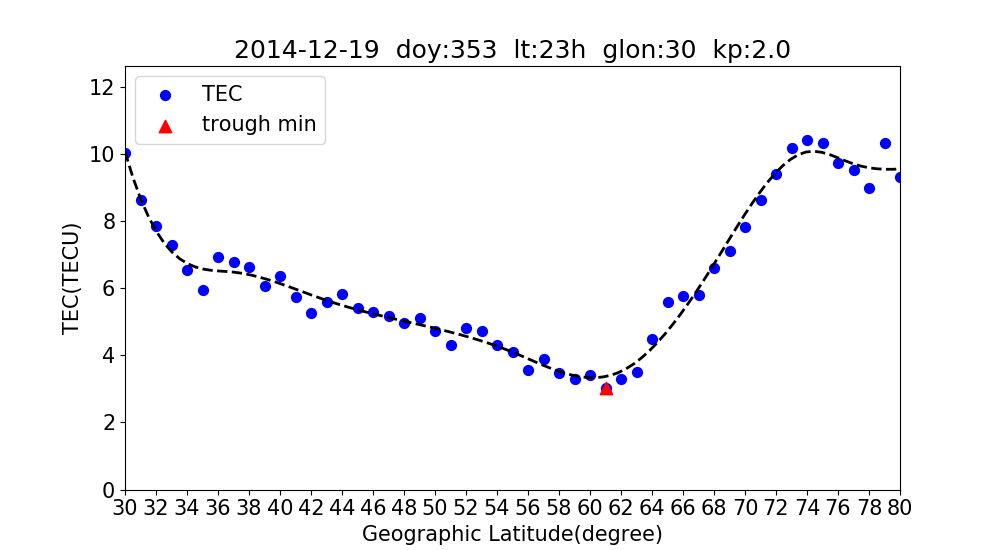 2014-12-19  doy:353  lt:23h  glon:30  kp:2.0
TEC
trough min
TEC(TECU)
12
10
8
6
4
2
0
30 32 34 36 38 40 42 44 46 48 50 52 54 56 58 60 62 64 66 68 70 72 74 76 78 80
Geographic Latitude(degree)